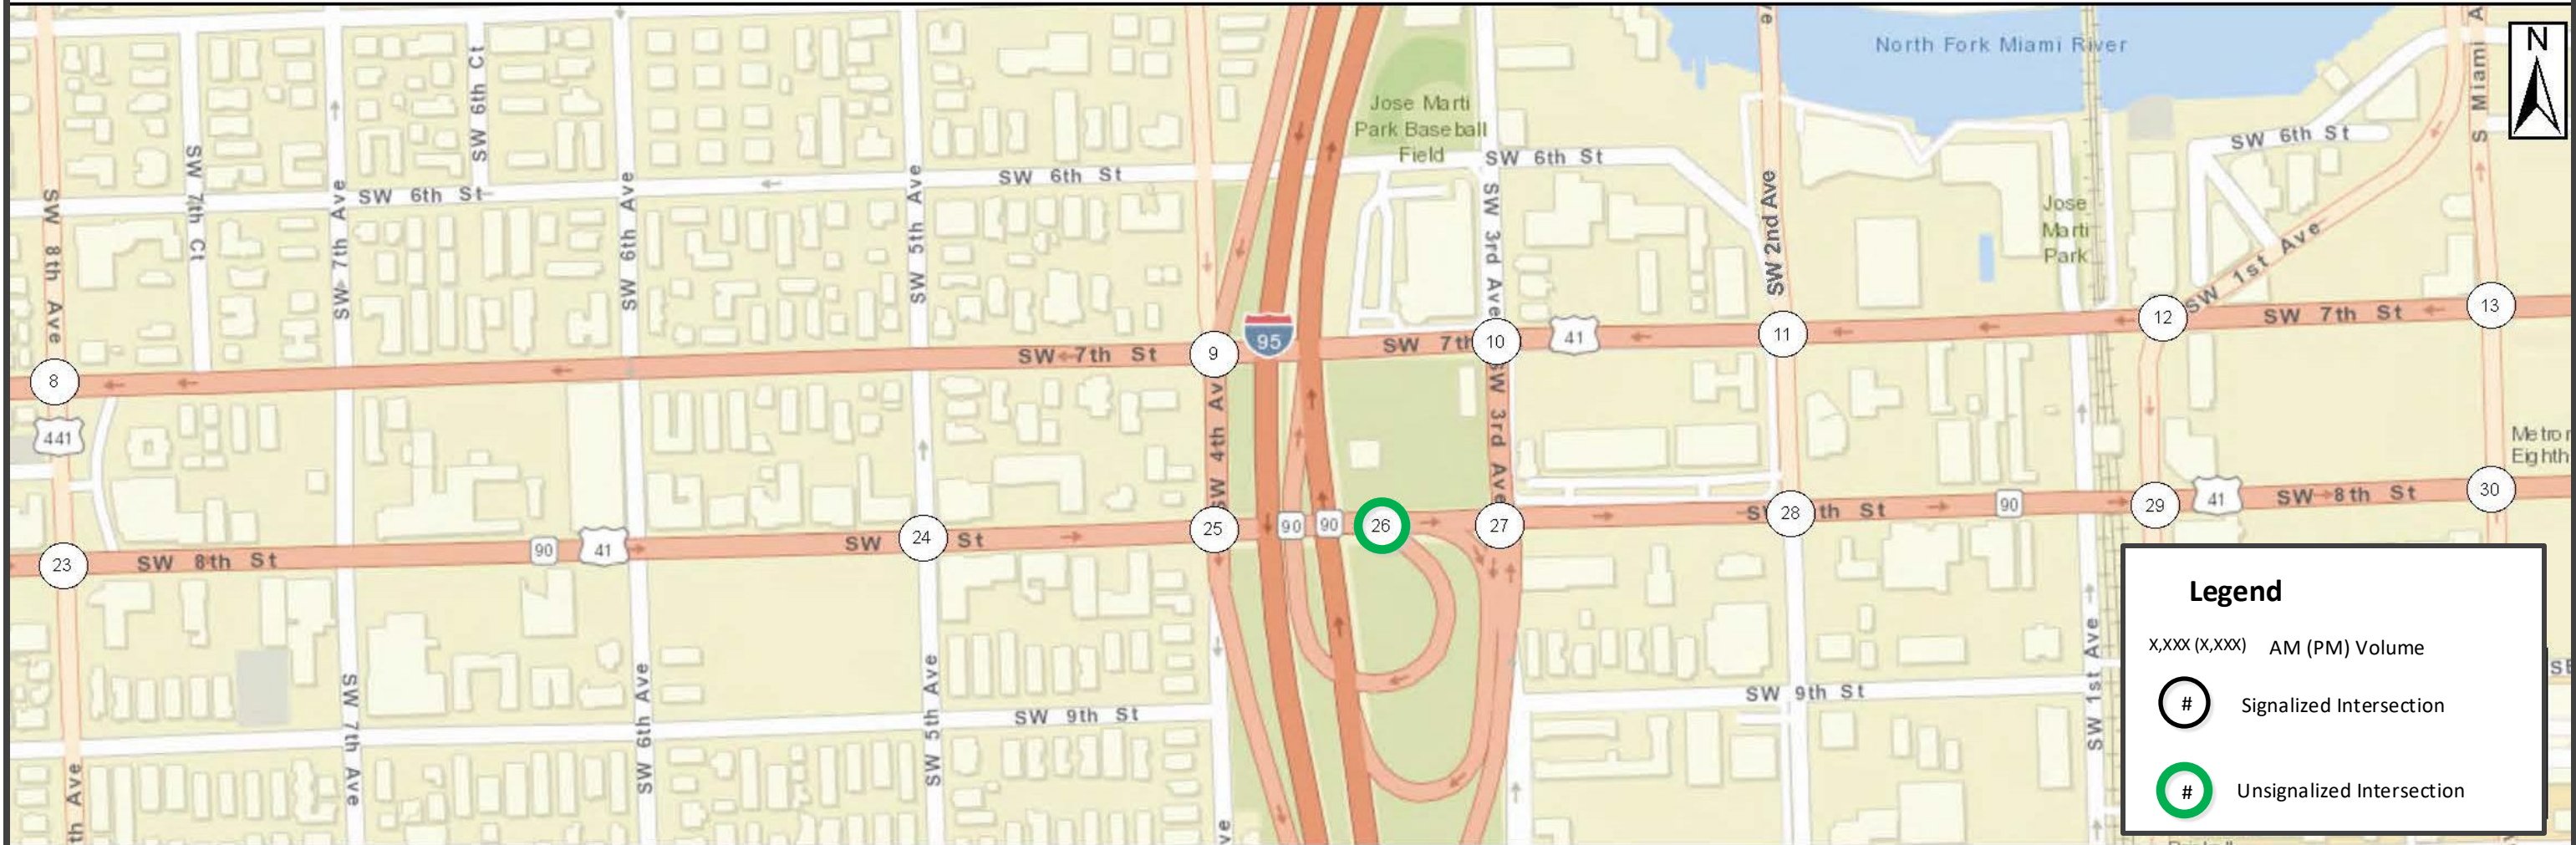 North Fork Miami River
N
S Miami A
SW 6th Ct
Jose Marti
Park Baseball
Field
SW 6th St
SW 6th St
SW 6th St
SW 6th St
SW 8th Ave
SW 7th Ct
SW 7th Ave
SW 6th Ave
SW 5th Ave
SW 3rd Ave
SW 2nd Ave
Jose
Marti
Park
SW 1st Ave
8
SW 7th St
9
95
SW 7th
10
41
11
12
SW 7th St
13
441
SW 4th Av
SW 3rd Ave
Metror
Eighth
23
SW 8th St
90
41
SW
24
St
25
90
90
26
27
28
th St
90
29
41
SW 8th St
30
SW 7th Ave
SW 6th Ave
SW 5th Ave
SW 9th St
SW 9th St
SW 1st Ave
th Ave
ve
Legend
X,XXX (X,XXX) AM (PM) Volume
# Signalized Intersection
# Unsignalized Intersection